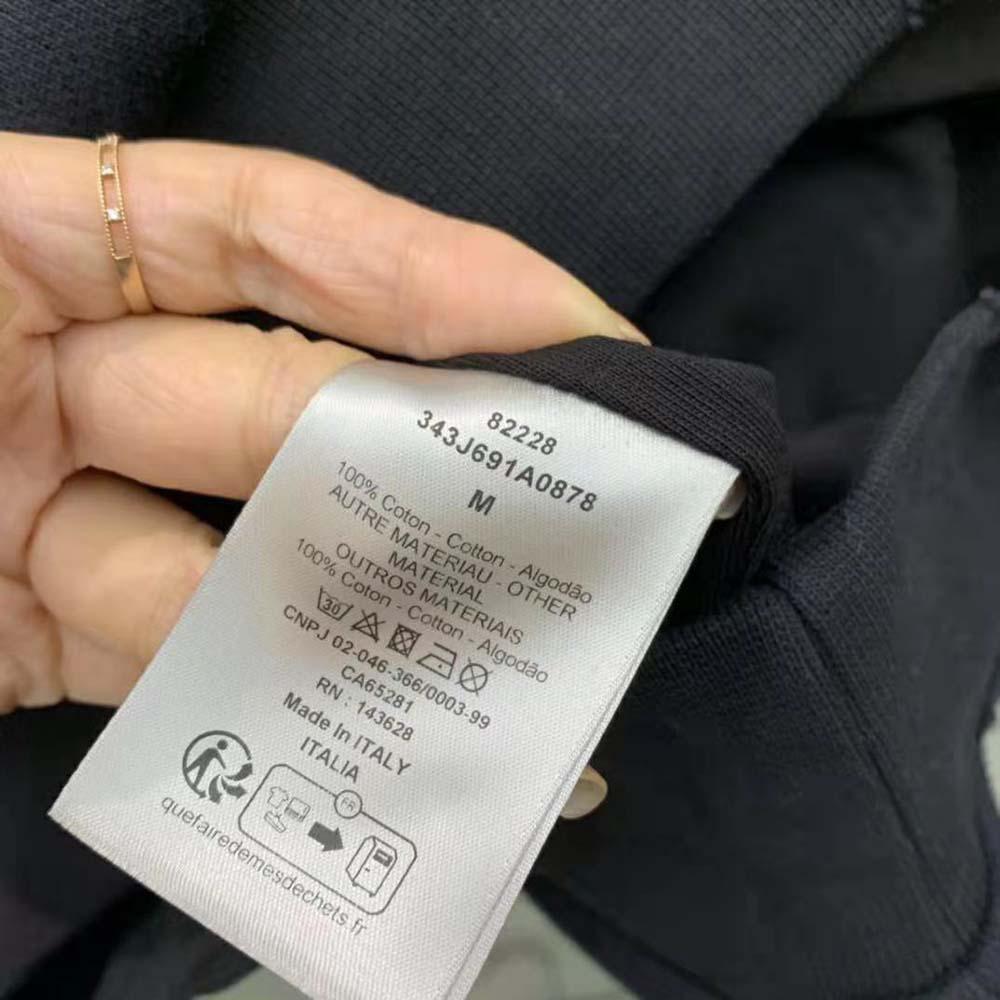 82228
343J691A0878
M
100% Coton - Cotton - Algodão
AUTRE MATERIAU - OTHER
MATERIAL
OUTROS MATERIAIS
100% Coton - Cotton - Algodão
30
CNPJ 02-046-366/0003-99
CA65281
RN : 143628
Made In ITALY
ITALIA
FR
quefairedemesdechets.fr